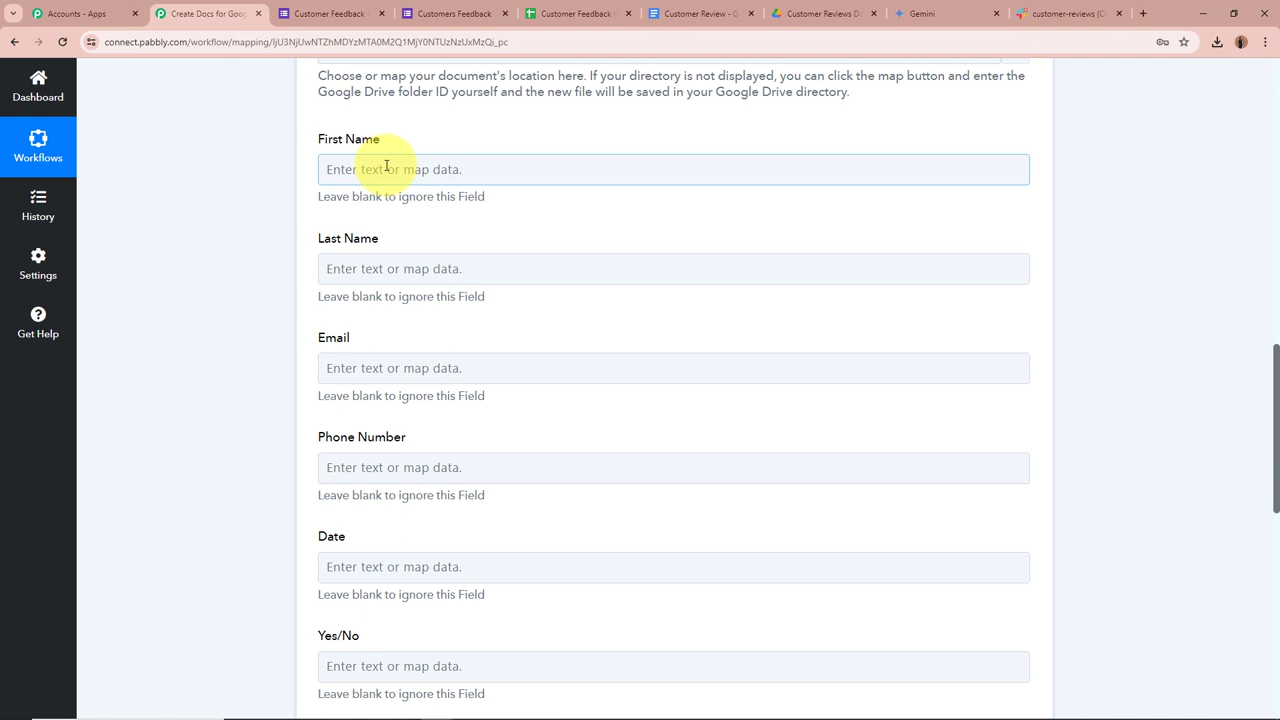 Accounts - Apps
Create Docs for Goog
Customer Feedback -
Customers Feedback
Customer Feedback (
Customer Review - G
Customer Reviews D
Gemini
customer-reviews (C
connect.pabbly.com/workflow/mapping/IjU3NjUwNTZhMDYzMTA0M2Q1MjY0NTUzNzUxMzQi_pc
Dashboard
Workflows
History
Settings
Get Help
Choose or map your document's location here. If your directory is not displayed, you can click the map button and enter the
Google Drive folder ID yourself and the new file will be saved in your Google Drive directory.
First Name
Enter text or map data.
Leave blank to ignore this Field
Last Name
Enter text or map data.
Leave blank to ignore this Field
Email
Enter text or map data.
Leave blank to ignore this Field
Phone Number
Enter text or map data.
Leave blank to ignore this Field
Date
Enter text or map data.
Leave blank to ignore this Field
Yes/No
Enter text or map data.
Leave blank to ignore this Field